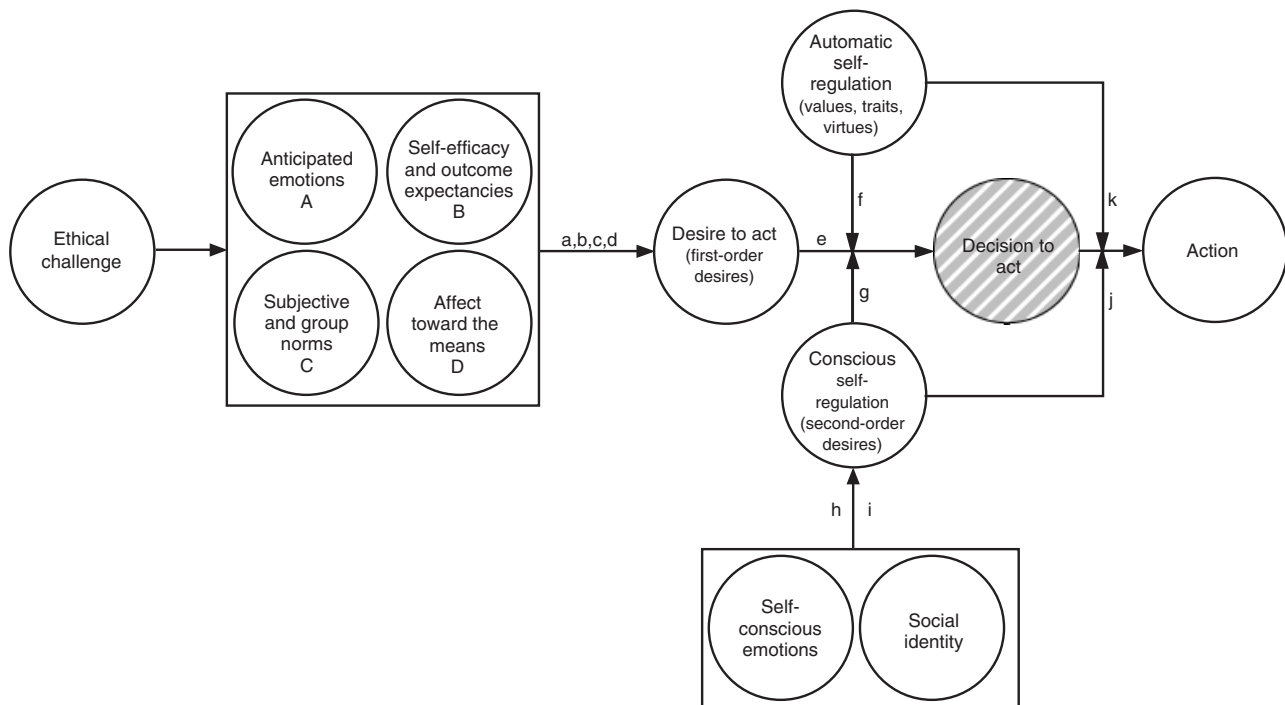 Ethical
challenge
Anticipated
emotions
A
Self-efficacy
and outcome
expectancies
B
Subjective
and group
norms
C
Affect
toward the
means
D
a,b,c,d
Desire to act
(first-order
desires)
e
Automatic
self-
regulation
(values, traits,
virtues)
f
g
Conscious
self-
regulation
(second-order
desires)
h
i
Self-
conscious
emotions
Social
identity
Decision to
act
k
j
Action